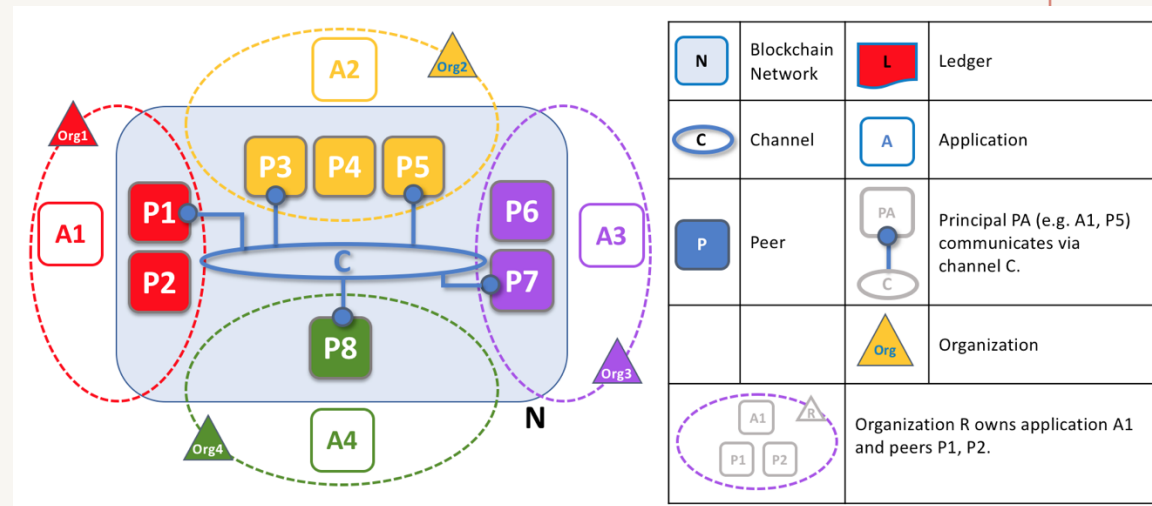 A2
Org2
Org1
P3
P4
P5
P1
P6
A1
A3
C
P2
P7
P8
Org3
N
A4
Org4
N
Blockchain
Network
L
Ledger
C
Channel
A
Application
P
Peer
PA
C
Principal PA (e.g. A1, P5)
communicates via
channel C.
Org
Organization
A1
R
P1
P2
Organization R owns application A1
and peers P1, P2.